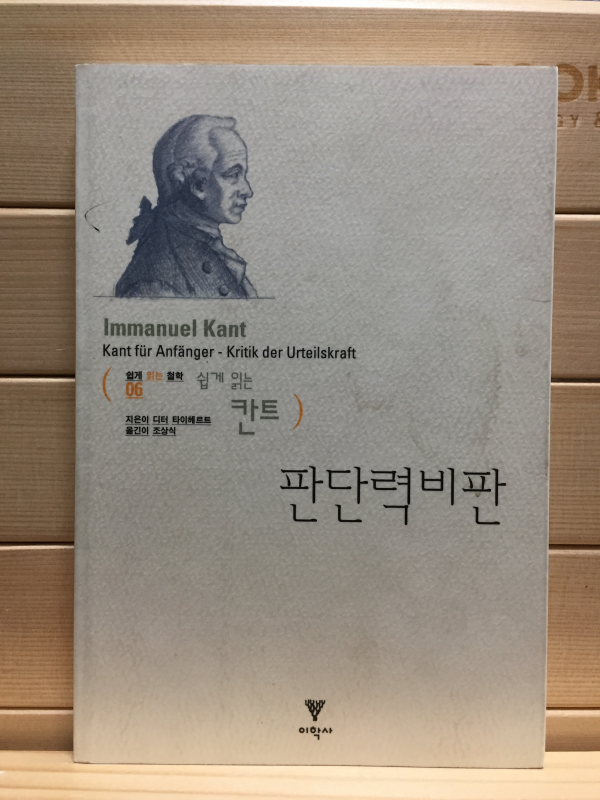 Immanuel Kant
Kant für Anfänger - Kritik der Urteilskraft
쉽게 읽는 철학
06
쉽게 읽는
칸트
지은이 디터 타이헤르트
옮긴이 조상식
판단력비판
이학사